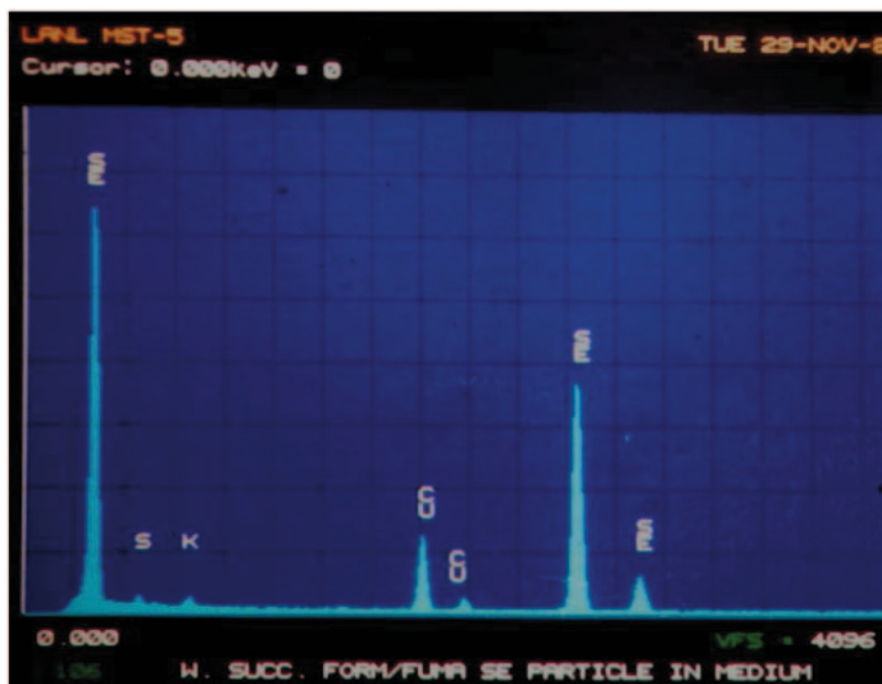 LANL MST-5
TUE 29-NOV-8
Cursor: 0.000keV = 0
SE
SE
S
K
CU
CU
SE
0.000
VFS = 4096
106
W. SUCC. FORM/FUMA SE PARTICLE IN MEDIUM